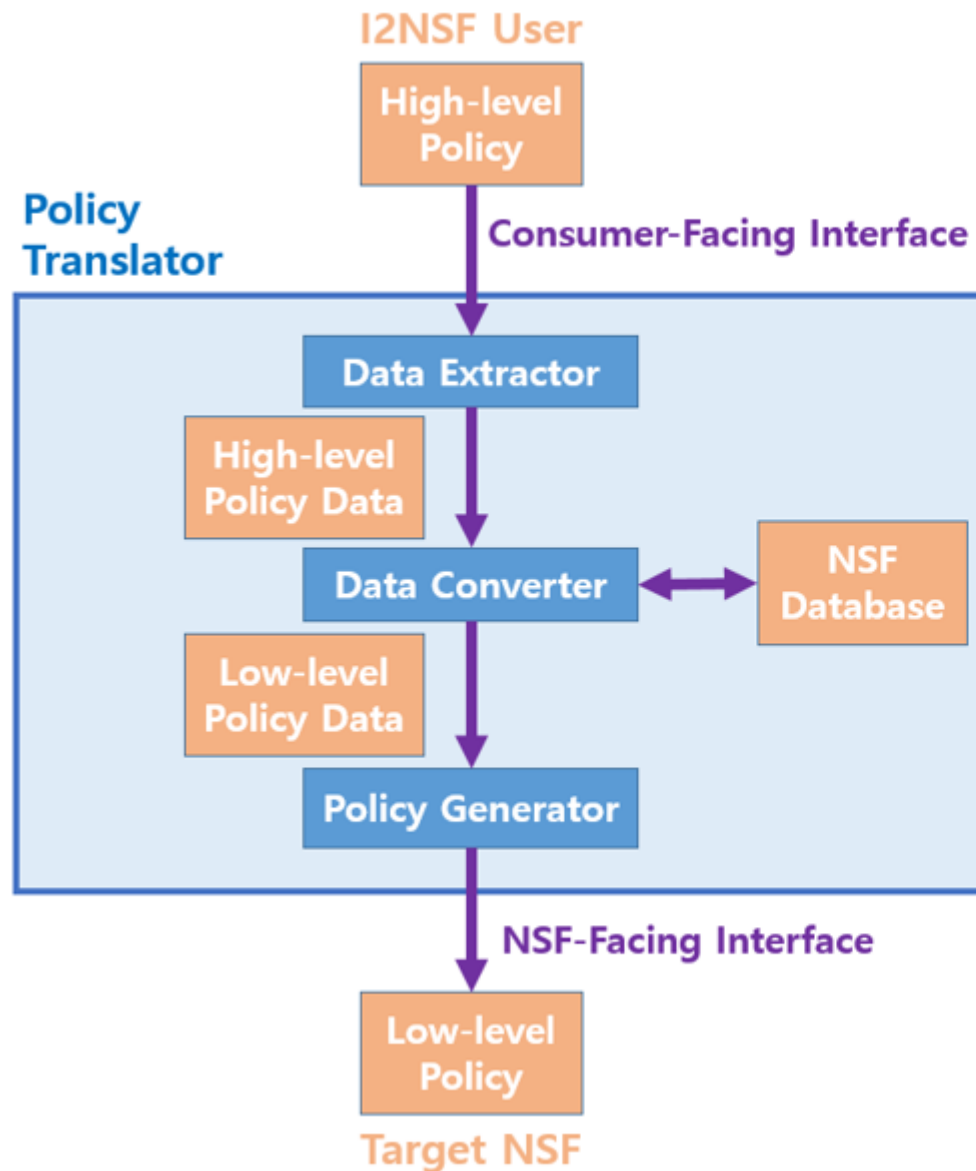 I2NSF User
High-level
Policy
Policy
Translator
Consumer-Facing Interface
Data Extractor
High-level
Policy Data
Data Converter
NSF
Database
Low-level
Policy Data
Policy Generator
NSF-Facing Interface
Low-level
Policy
Target NSF